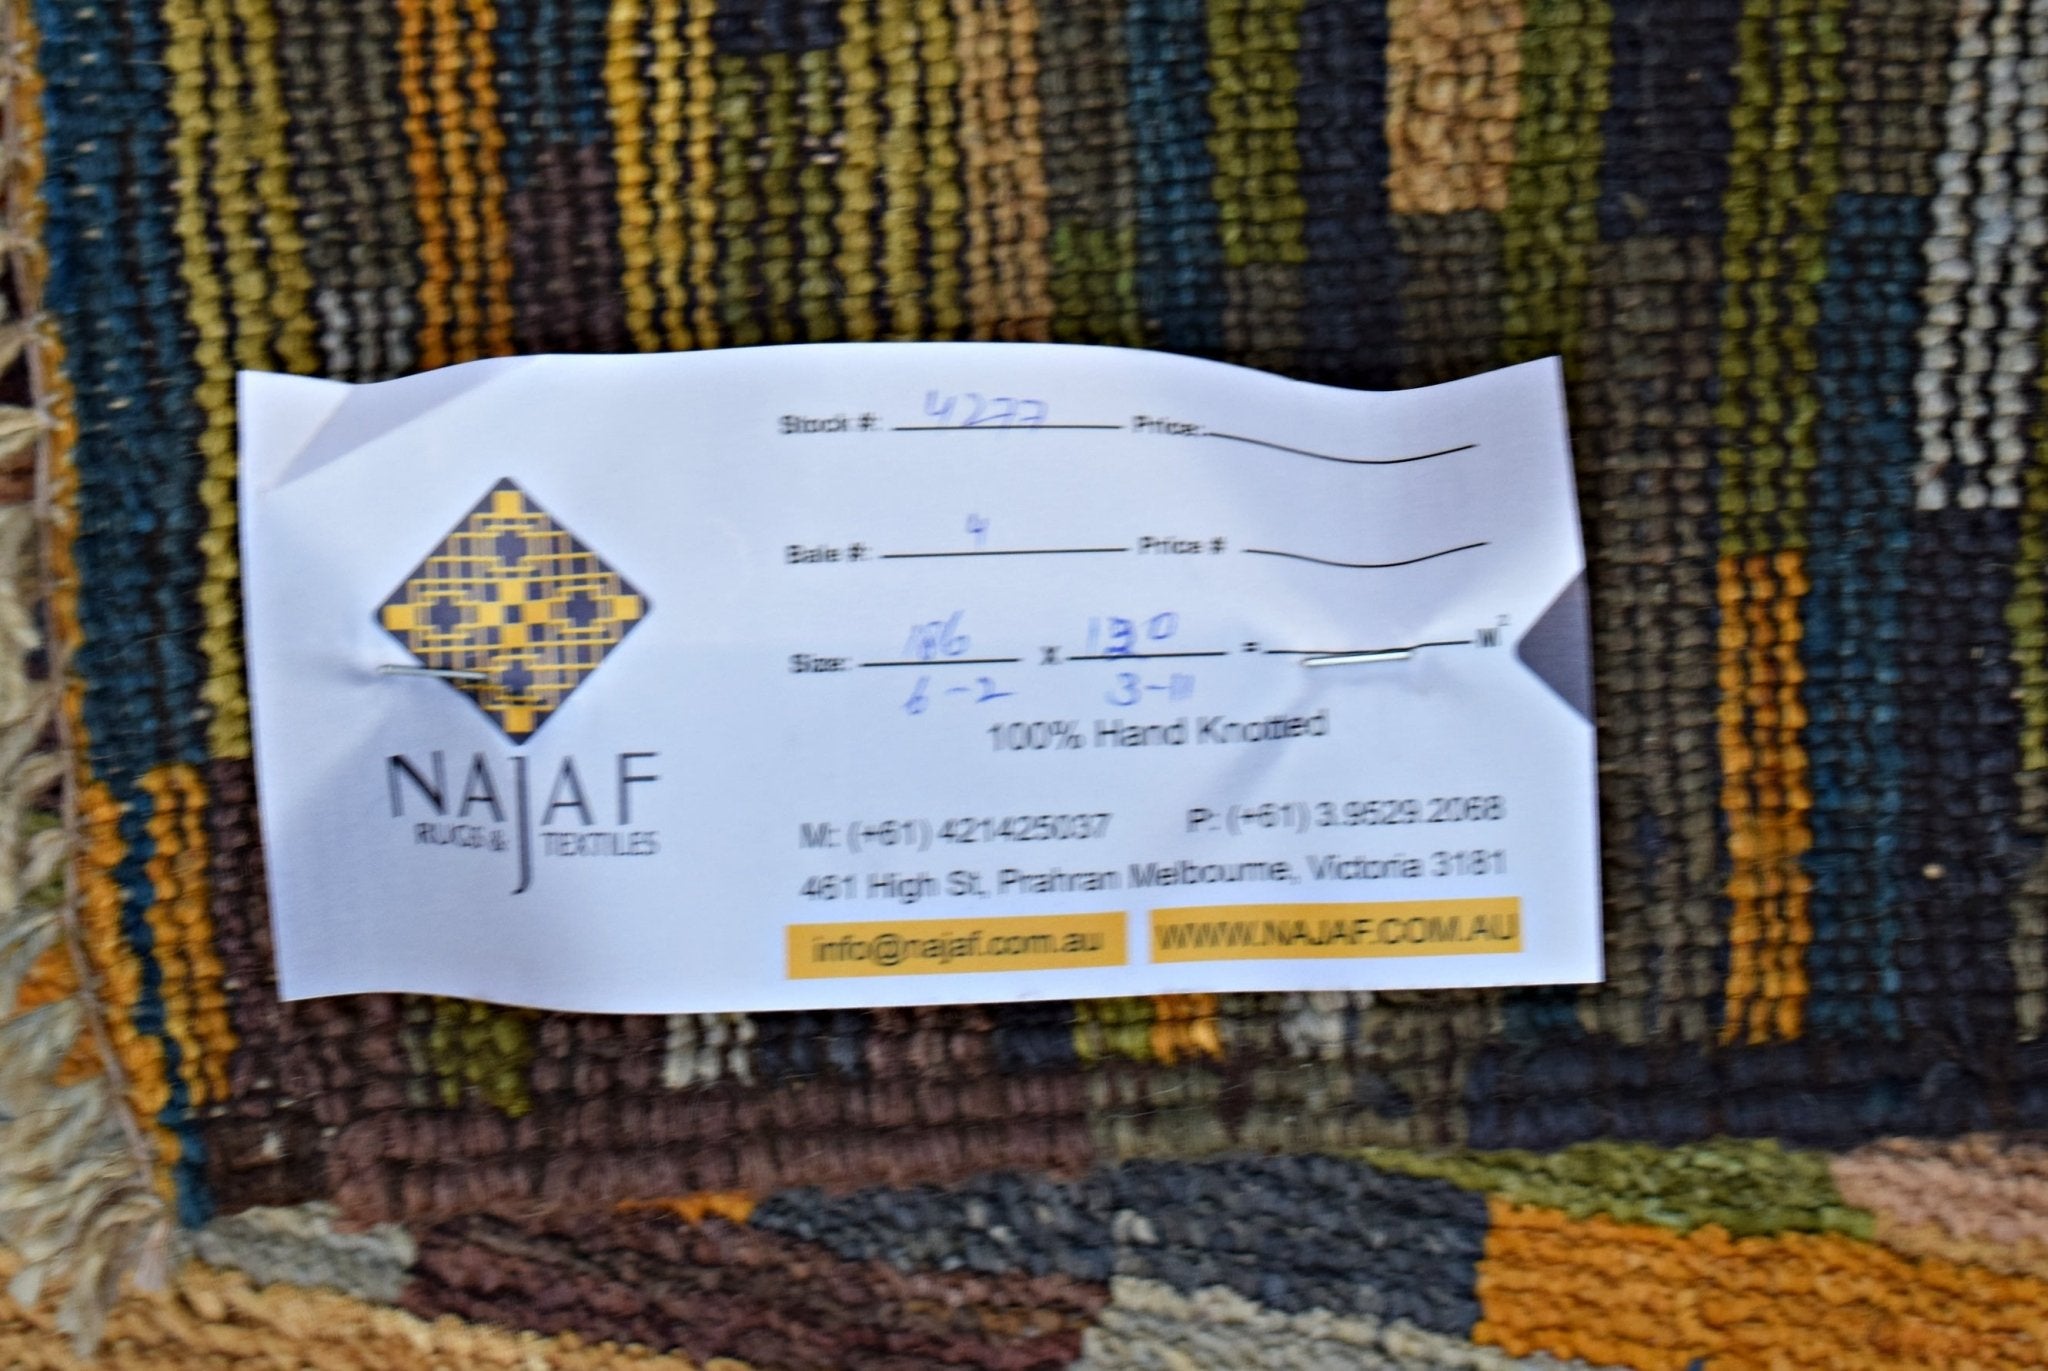 Stock #: 4277 Price:
Bale #: 4 Price #
Size: 186 x 120 = M²
6-2 3-11
100% Hand Knotted
NAJAF
RUGS & TEXTILES
M: (+61) 421425037 P: (+61) 3.9529.2068
461 High St, Prahran Melbourne, Victoria 3181
info@najaf.com.au WWW.NAJAF.COM.AU